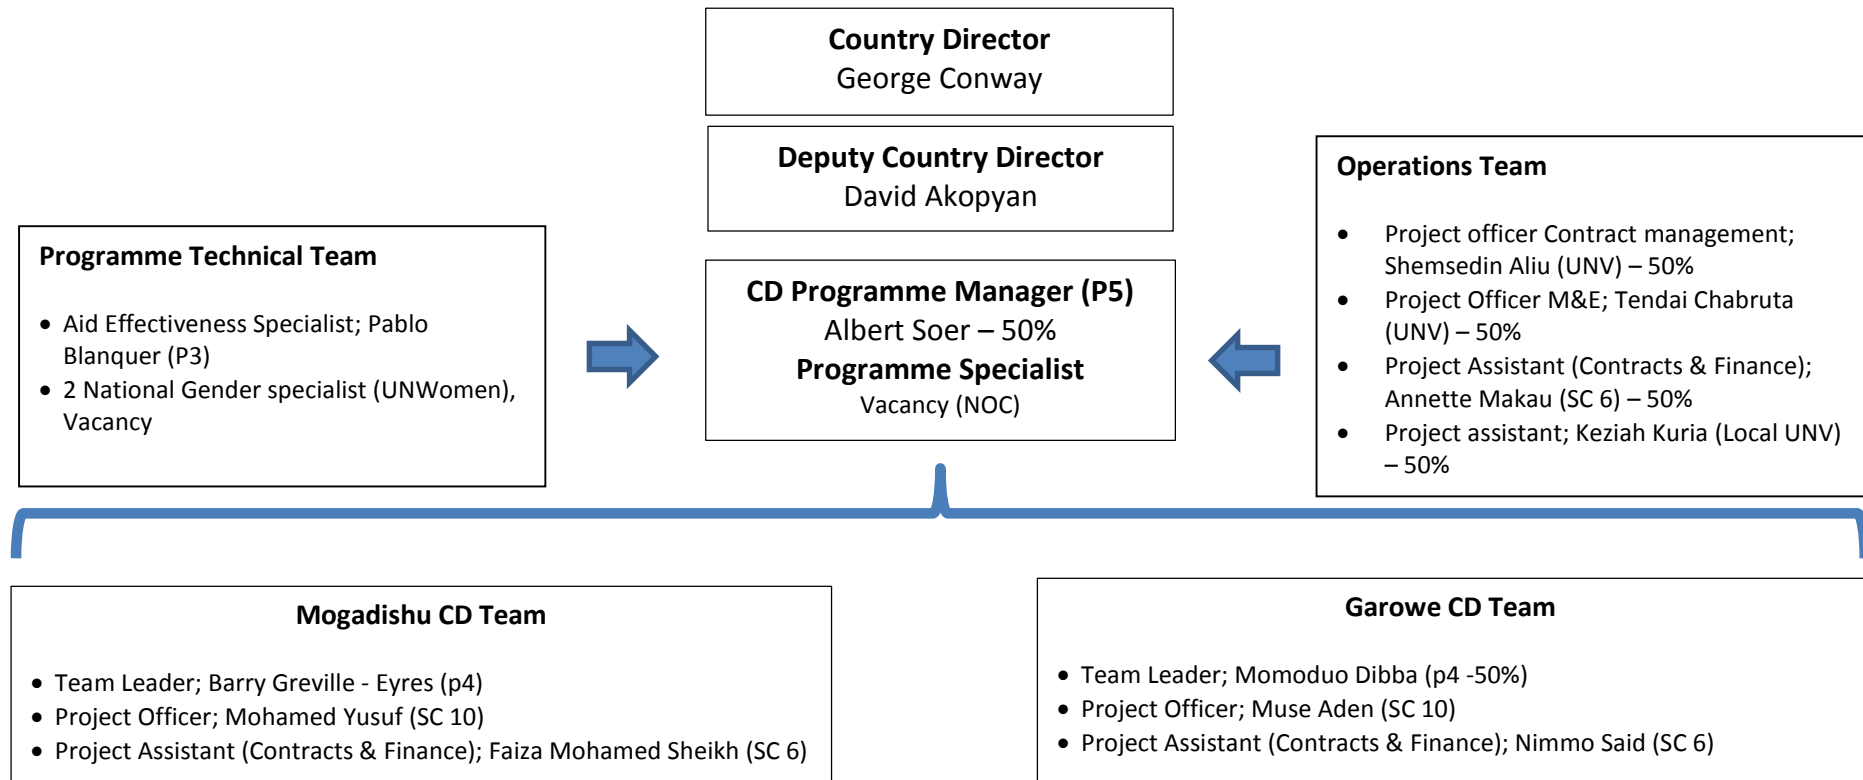 Country Director
George Conway
Deputy Country Director
David Akopyan
Programme Technical Team
• Aid Effectiveness Specialist; Pablo
Blanquer (P3)
• 2 National Gender specialist (UNWomen),
Vacancy
CD Programme Manager (P5)
Albert Soer – 50%
Programme Specialist
Vacancy (NOC)
Operations Team
• Project officer Contract management;
Shemsedin Aliu (UNV) – 50%
• Project Officer M&E; Tendai Chabruta
(UNV) – 50%
• Project Assistant (Contracts & Finance);
Annette Makau (SC 6) – 50%
• Project assistant; Keziah Kuria (Local UNV)
– 50%
Mogadishu CD Team
• Team Leader; Barry Greville - Eyres (p4)
• Project Officer; Mohamed Yusuf (SC 10)
• Project Assistant (Contracts & Finance); Faiza Mohamed Sheikh (SC 6)
Garowe CD Team
• Team Leader; Momoduo Dibba (p4 -50%)
• Project Officer; Muse Aden (SC 10)
• Project Assistant (Contracts & Finance); Nimmo Said (SC 6)